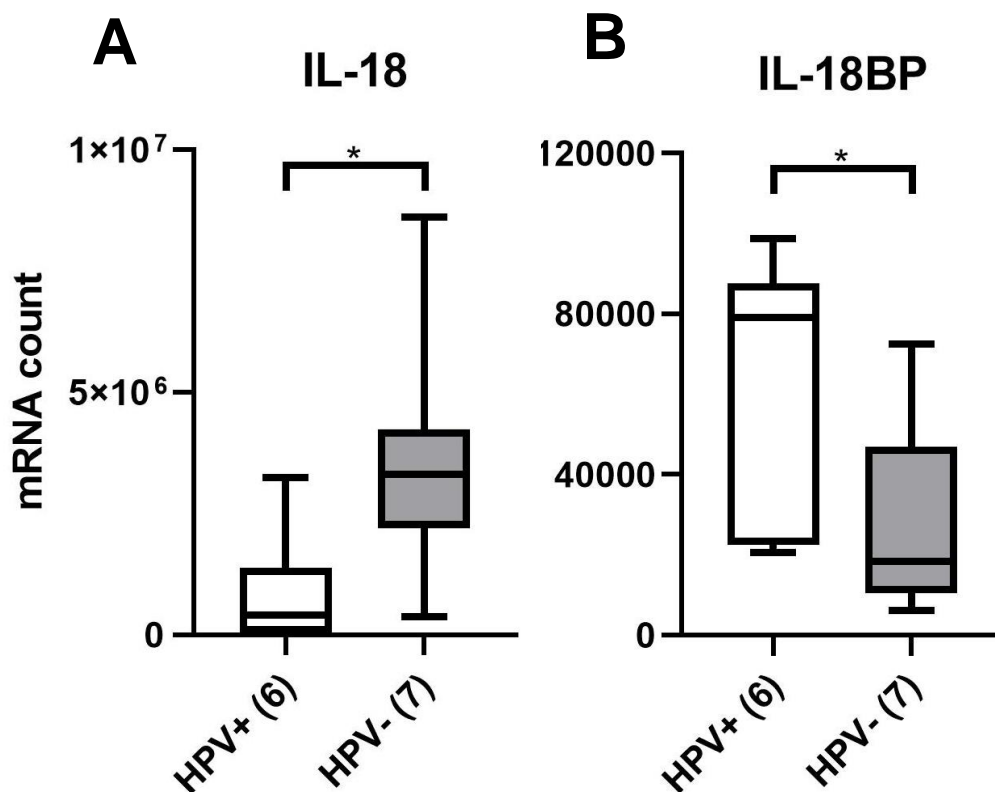 A
IL-18
mRNA count
1×10⁷
5×10⁶
0
*
HPV+ (6)
HPV- (7)
B
IL-18BP
120000
80000
40000
0
*
HPV+ (6)
HPV- (7)